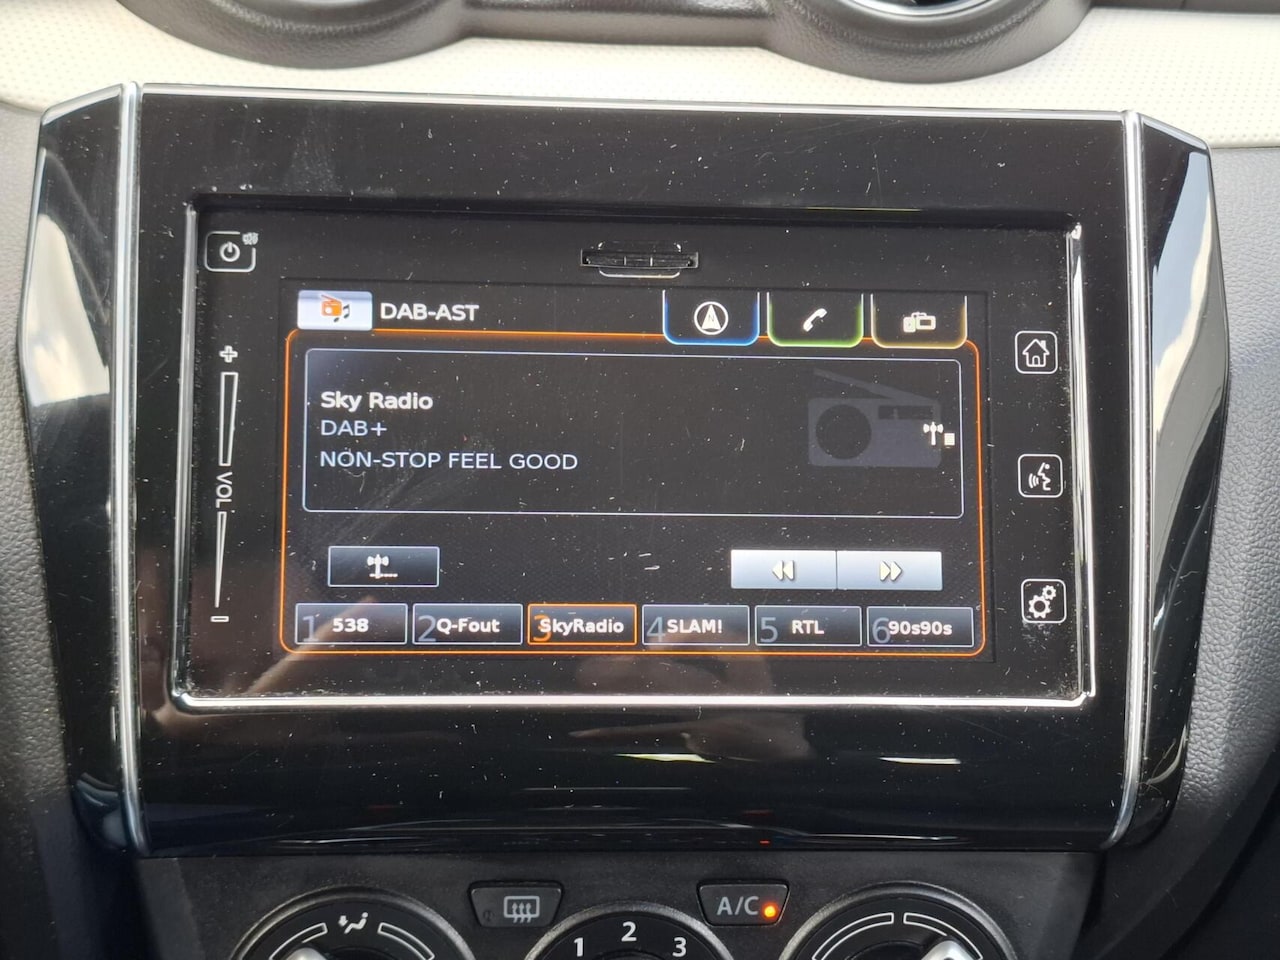 DAB-AST
Sky Radio
DAB+
NON-STOP FEEL GOOD
+
VOL
-
1 538
2 Q-Fout
3 SkyRadio
4 SLAM!
5 RTL
6 90s90s
A/C
1 2 3